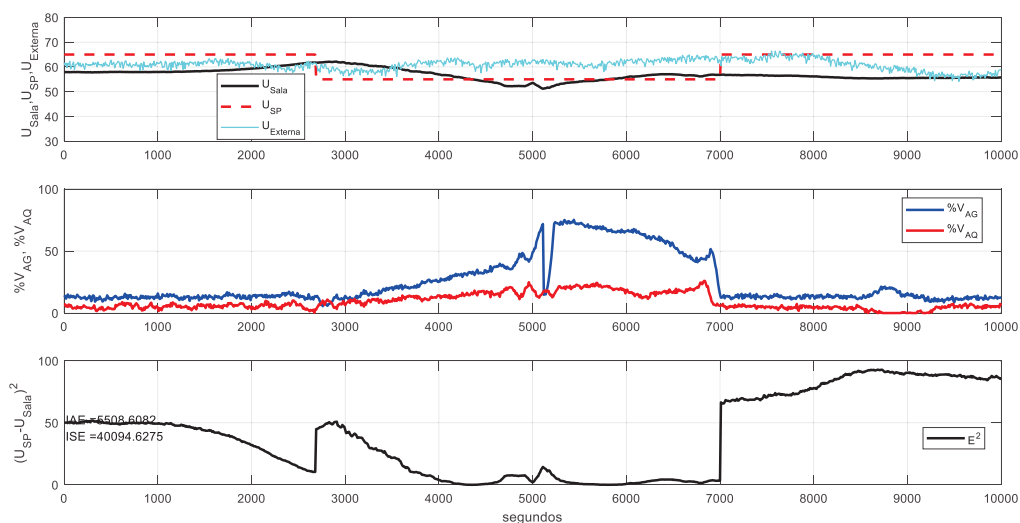 80
70
60
50
40
30
U_Sala,U_SP,U_Externa
U_Sala
U_SP
U_Externa
0 1000 2000 3000 4000 5000 6000 7000 8000 9000 10000
100
50
0
%V_AG, %V_AQ
%V_AG
%V_AQ
0 1000 2000 3000 4000 5000 6000 7000 8000 9000 10000
100
50
0
(U_SP-U_Sala)^2
IAE =5508.6082
ISE =40094.6275
E^2
0 1000 2000 3000 4000 5000 6000 7000 8000 9000 10000
segundos